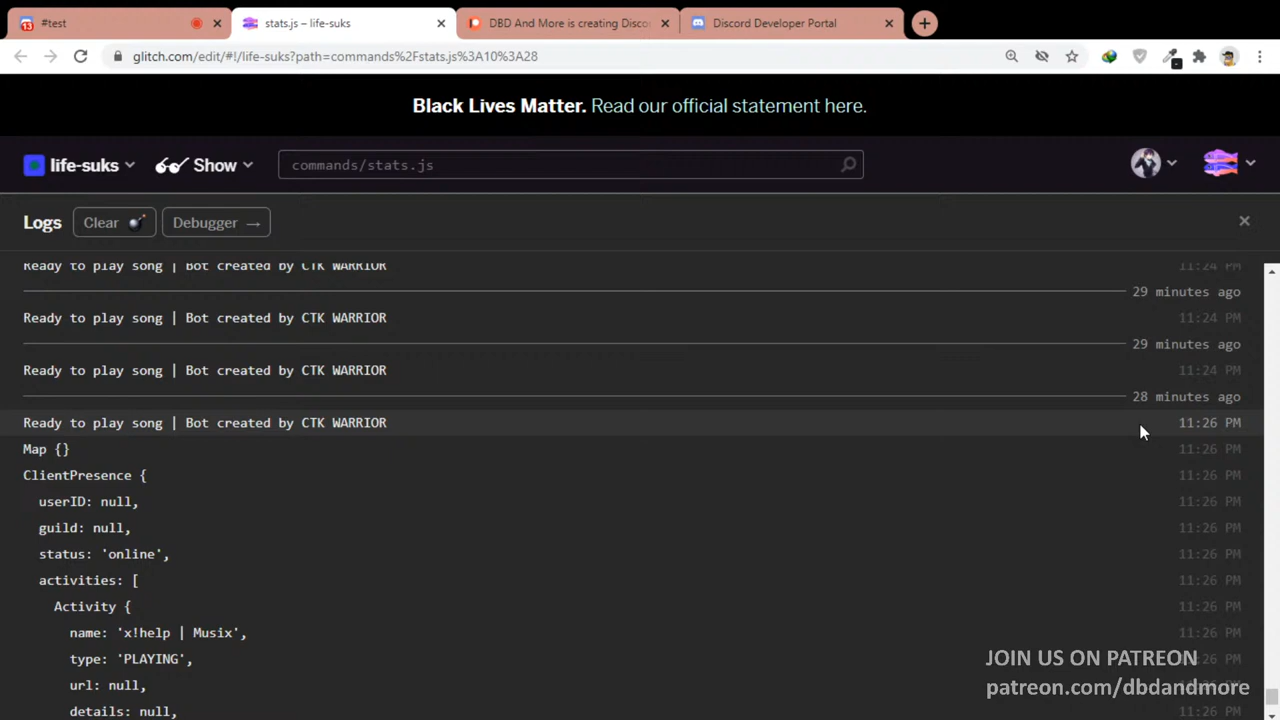 13 #test
stats.js – life-suks
DBD And More is creating Disco
Discord Developer Portal
glitch.com/edit/#!/life-suks?path=commands%2Fstats.js%3A10%3A28
Black Lives Matter. Read our official statement here.
life-suks
Show
commands/stats.js
Logs
Clear
Debugger →
Ready to play song | Bot created by CTK WARRIOR 11:24 PM
29 minutes ago
Ready to play song | Bot created by CTK WARRIOR 11:24 PM
29 minutes ago
Ready to play song | Bot created by CTK WARRIOR 11:24 PM
28 minutes ago
Ready to play song | Bot created by CTK WARRIOR 11:26 PM
Map {} 11:26 PM
ClientPresence { 11:26 PM
userID: null, 11:26 PM
guild: null, 11:26 PM
status: 'online', 11:26 PM
activities: [ 11:26 PM
Activity { 11:26 PM
name: 'x!help | Musix', 11:26 PM
type: 'PLAYING', 11:26 PM
url: null,
details: null, 11:26 PM
JOIN US ON PATREON
patreon.com/dbdandmore